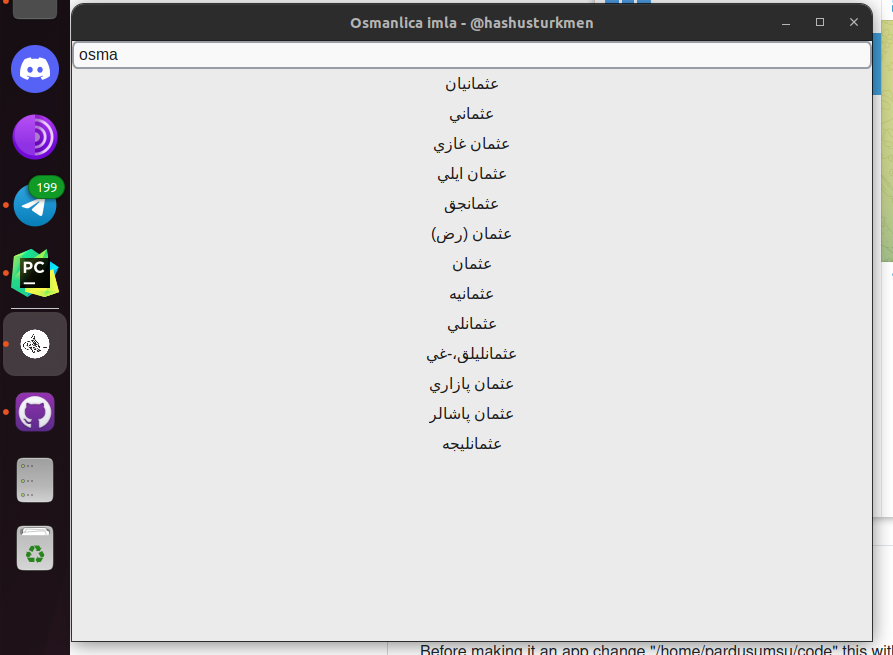 Osmanlica imla - @hashusturkmen
osma
عثمانيان
عثماني
عثمان غازي
عثمان ايلي
عثمانجق
عثمان (رض)
عثمان
عثمانيه
عثمانلي
عثمانليلق،-غي
عثمان پازاري
عثمان پاشالر
عثمانليجه
199
PC
Before making it an app change "/home/pardusumsu/code" this with